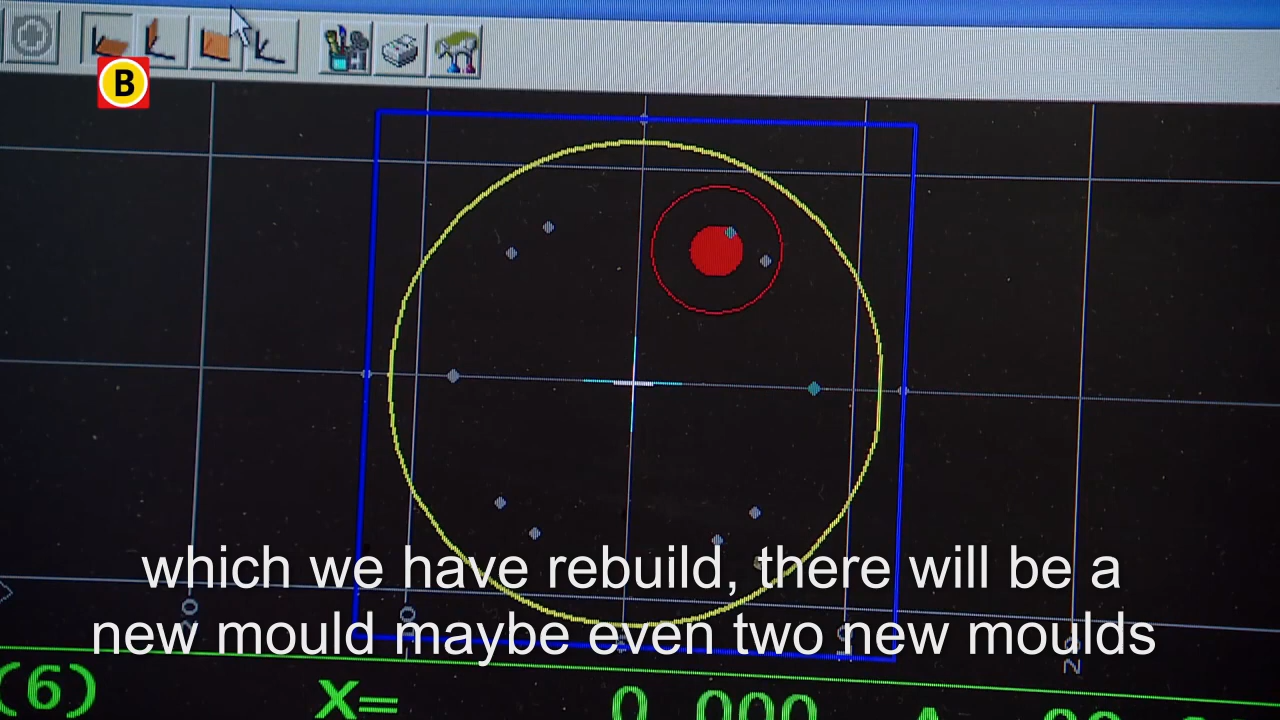 B
which we have rebuild, there will be a
new mould maybe even two new moulds
(6) X= 0.000